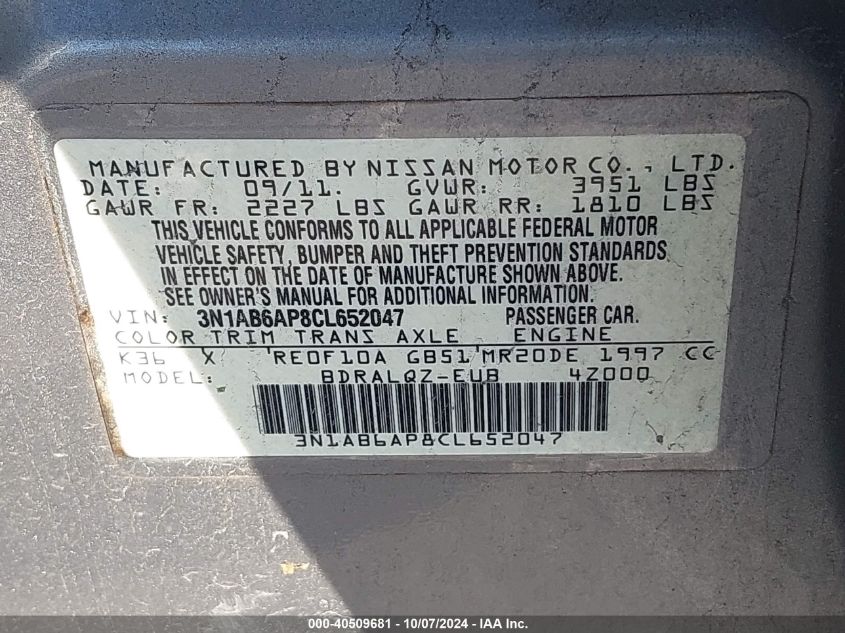 MANUFACTURED BY NISSAN MOTOR CO., LTD.
DATE: 09/11. GVWR: 3951 LBS
GAWR FR: 2227 LBS GAWR RR: 1810 LBS
THIS VEHICLE CONFORMS TO ALL APPLICABLE FEDERAL MOTOR
VEHICLE SAFETY, BUMPER AND THEFT PREVENTION STANDARDS
IN EFFECT ON THE DATE OF MANUFACTURE SHOWN ABOVE.
SEE OWNER'S MANUAL FOR ADDITIONAL INFORMATION.
VIN: 3N1AB6AP8CL652047 PASSENGER CAR.
COLOR TRIM TRANS AXLE ENGINE
K36 X RE0F10A GB51 MR20DE 1997 CC
MODEL: BDRALQZ-EUB 4Z000
3N1AB6AP8CL652047
000-40509681 - 10/07/2024 - IAA Inc.